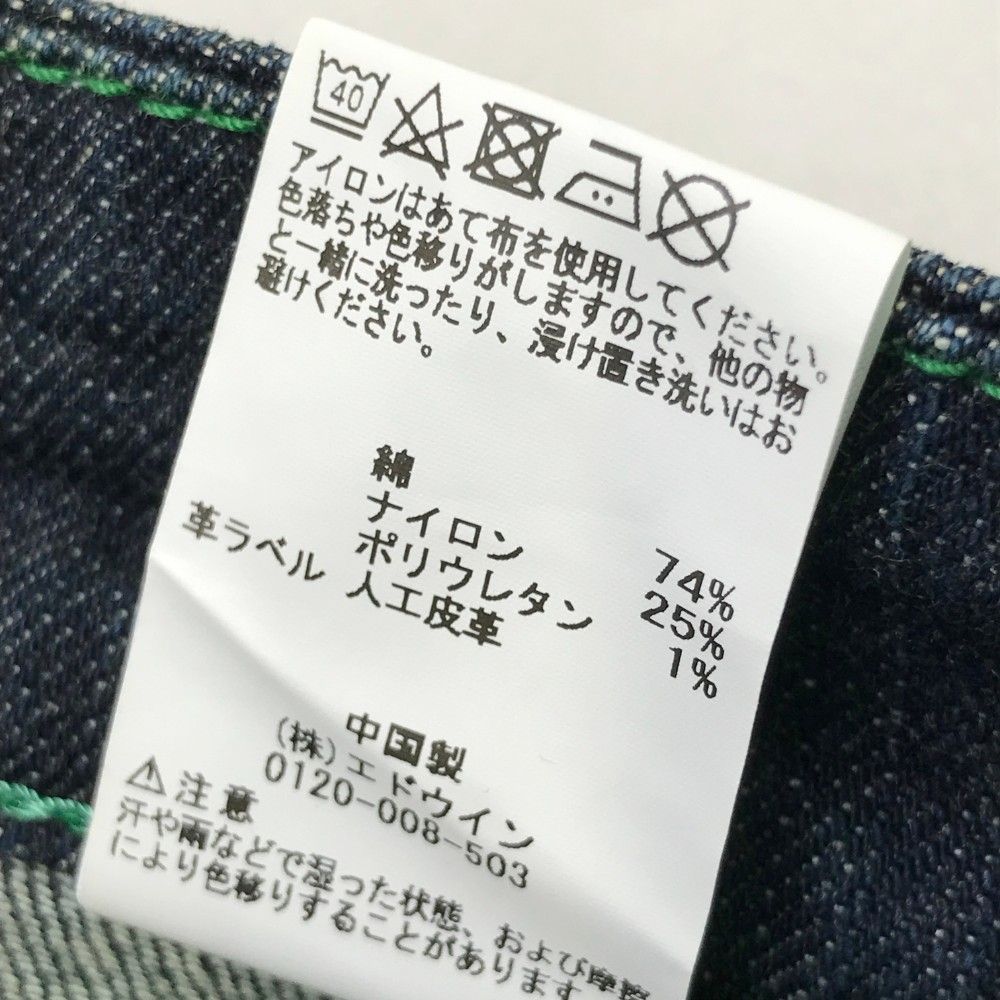 40
アイロンはあて布を使用してください。
色落ちや色移りがしますので、他の物
と一緒に洗ったり、浸け置き洗いはお
避けください。
綿 74%
ナイロン 25%
ポリウレタン 1%
革ラベル 人工皮革
中国製
(株)エドウイン
0120-008-503
注意
汗や雨などで湿った状態、および摩擦
により色移りすることがあります